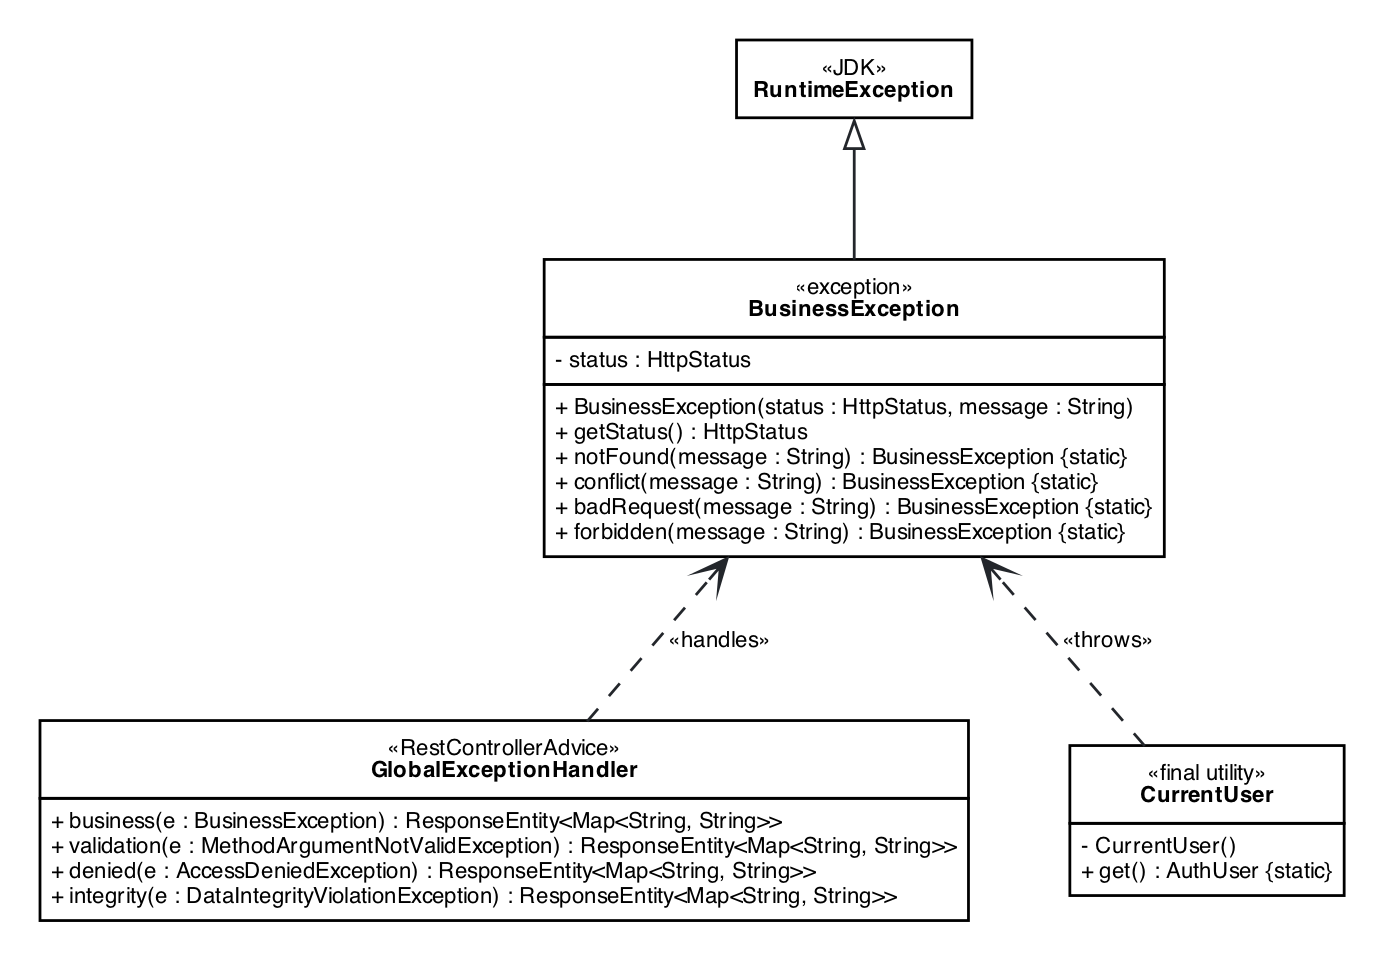 «JDK»
RuntimeException
«exception»
BusinessException
- status : HttpStatus
+ BusinessException(status : HttpStatus, message : String)
+ getStatus() : HttpStatus
+ notFound(message : String) : BusinessException {static}
+ conflict(message : String) : BusinessException {static}
+ badRequest(message : String) : BusinessException {static}
+ forbidden(message : String) : BusinessException {static}
«handles»
«throws»
«RestControllerAdvice»
GlobalExceptionHandler
+ business(e : BusinessException) : ResponseEntity<Map<String, String>>
+ validation(e : MethodArgumentNotValidException) : ResponseEntity<Map<String, String>>
+ denied(e : AccessDeniedException) : ResponseEntity<Map<String, String>>
+ integrity(e : DataIntegrityViolationException) : ResponseEntity<Map<String, String>>
«final utility»
CurrentUser
- CurrentUser()
+ get() : AuthUser {static}